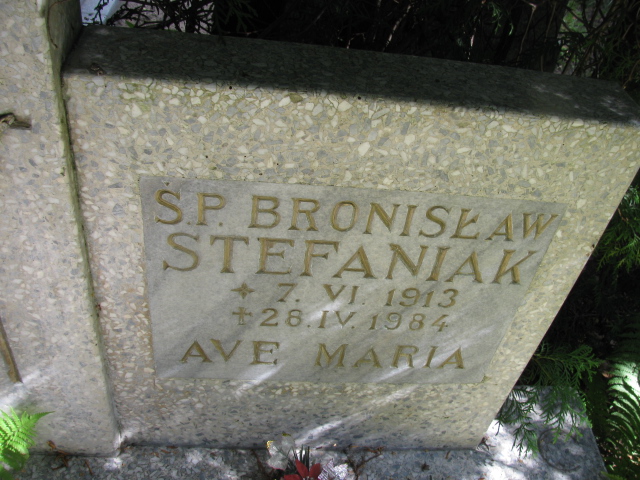 Ś.P. BRONISŁAW
STEFANIAK
+ 7. VI. 1913
+ 28. IV. 1984
AVE MARIA